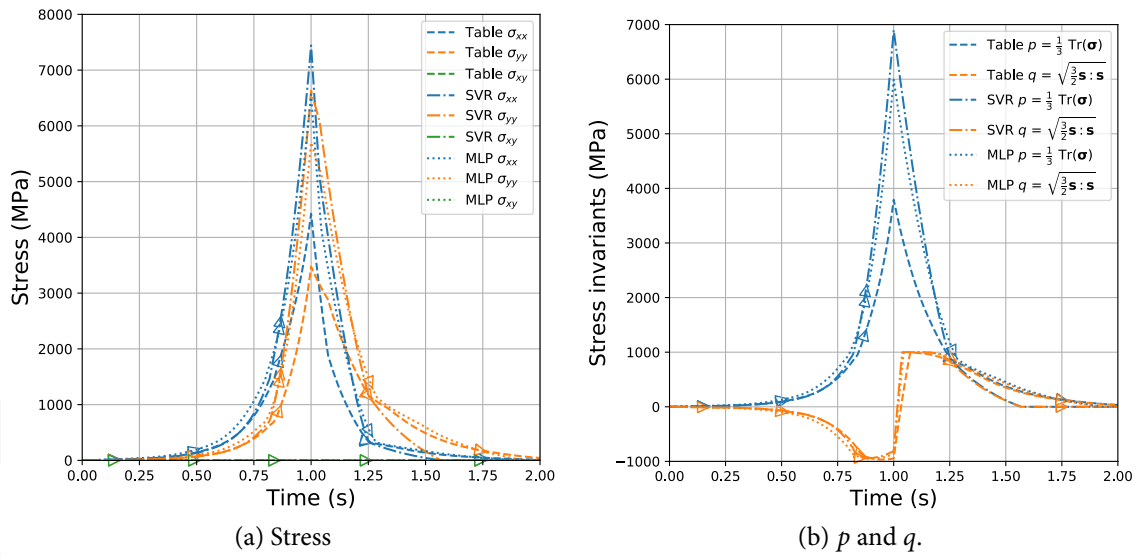 8000
7000
6000
5000
4000
3000
2000
1000
0
Stress (MPa)
0.00 0.25 0.50 0.75 1.00 1.25 1.50 1.75 2.00
Time (s)
Table σxx
Table σyy
Table σxy
SVR σxx
SVR σyy
SVR σxy
MLP σxx
MLP σyy
MLP σxy
(a) Stress
7000
6000
5000
4000
3000
2000
1000
0
−1000
Stress invariants (MPa)
0.00 0.25 0.50 0.75 1.00 1.25 1.50 1.75 2.00
Time (s)
Table p = 1/3 Tr(σ)
Table q = √(3/2 s : s)
SVR p = 1/3 Tr(σ)
SVR q = √(3/2 s : s)
MLP p = 1/3 Tr(σ)
MLP q = √(3/2 s : s)
(b) p and q.